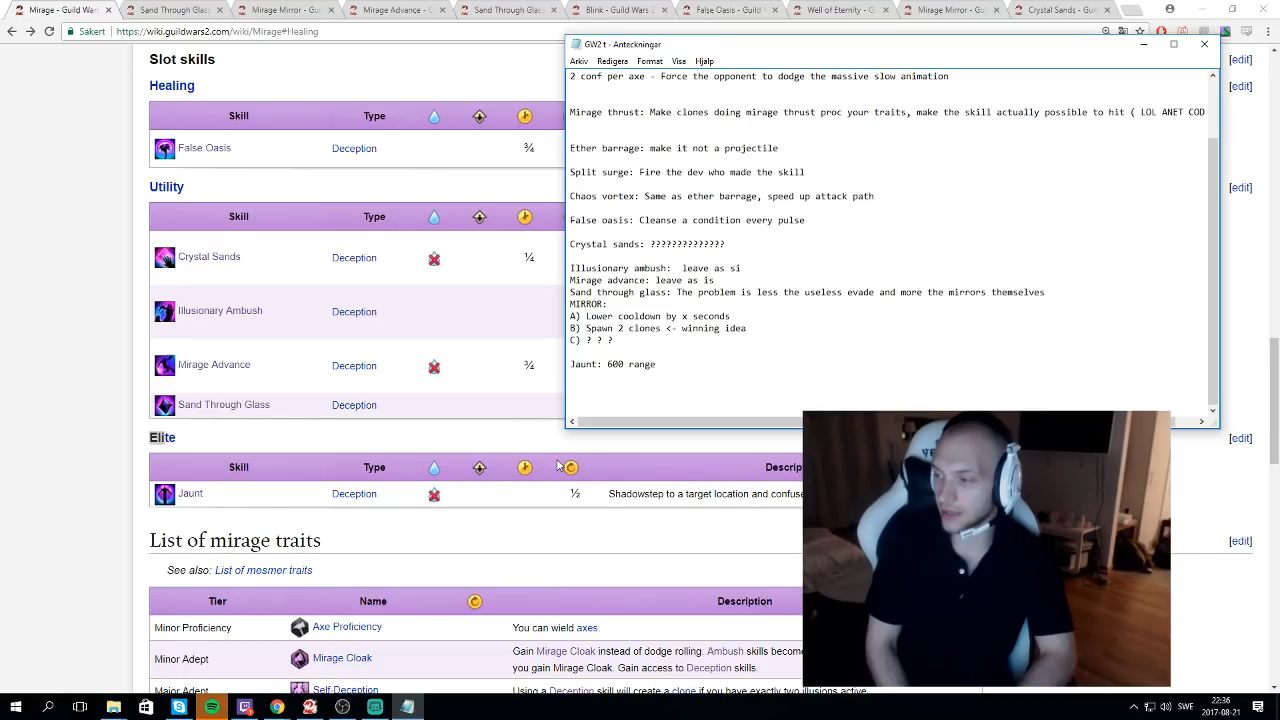 Mirage - Guild Wars
Sand Through Glass
Mirage Mirror - Guild
Mirage Advance - G
Sand Through Glass
Blink - Guild Wars 2
False Oasis - Guild
Well of Eternity - G
Mirage Mirror - Guild
Crystal Sands - Guild
Säkert
https://wiki.guildwars2.com/wiki/Mirage#Healing
GW2 t - Anteckningar
Arkiv Redigera Format Visa Hjälp
2 conf per axe - Force the opponent to dodge the massive slow animation
Mirage thrust: Make clones doing mirage thrust proc your traits, make the skill actually possible to hit ( LOL ANET COD
Ether barrage: make it not a projectile
Split surge: Fire the dev who made the skill
Chaos vortex: Same as ether barrage, speed up attack path
False oasis: Cleanse a condition every pulse
Crystal sands: ??????????????
Illusionary ambush: leave as si
Mirage advance: leave as is
Sand through glass: The problem is less the useless evade and more the mirrors themselves
MIRROR:
A) Lower cooldown by x seconds
B) Spawn 2 clones <- winning idea
C) ? ? ?
Jaunt: 600 range
Slot skills
[edit]
Healing
[edit]
Skill Type
False Oasis Deception ¾
Utility
[edit]
Skill Type
Crystal Sands Deception ¼
Illusionary Ambush Deception
Mirage Advance Deception ¾
Sand Through Glass Deception
Elite
[edit]
Skill Type Descrip
Jaunt Deception ½ Shadowstep to a target location and confuse
List of mirage traits
[edit]
See also: List of mesmer traits
Tier Name Description
Minor Proficiency Axe Proficiency You can wield axes.
Minor Adept Mirage Cloak Gain Mirage Cloak instead of dodge rolling. Ambush skills become
you gain Mirage Cloak. Gain access to Deception skills.
Major Adept Self-Deception Using a Deception skill will create a clone if you have exactly two illusions active.
SWE
22:36
2017-08-21